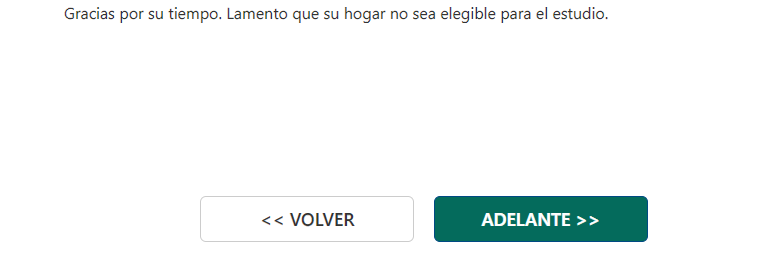 Gracias por su tiempo. Lamento que su hogar no sea elegible para el estudio.
<< VOLVER
ADELANTE >>